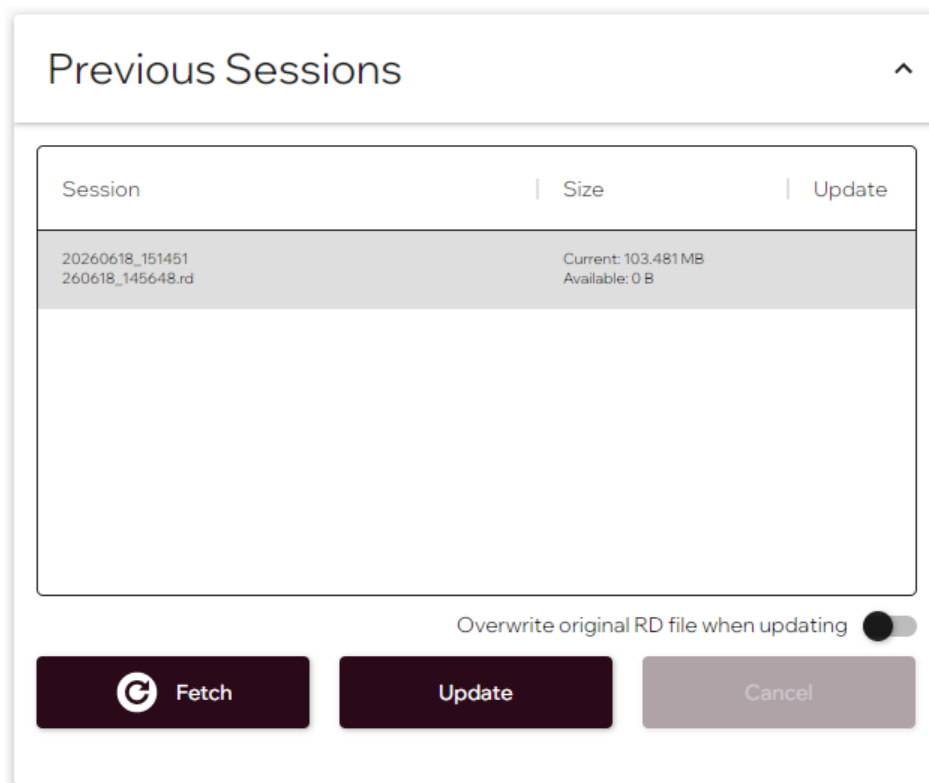 Previous Sessions
Session
Size
Update
20260618_151451
260618_145648.rd
Current: 103.481 MB
Available: 0 B
Overwrite original RD file when updating
Fetch
Update
Cancel